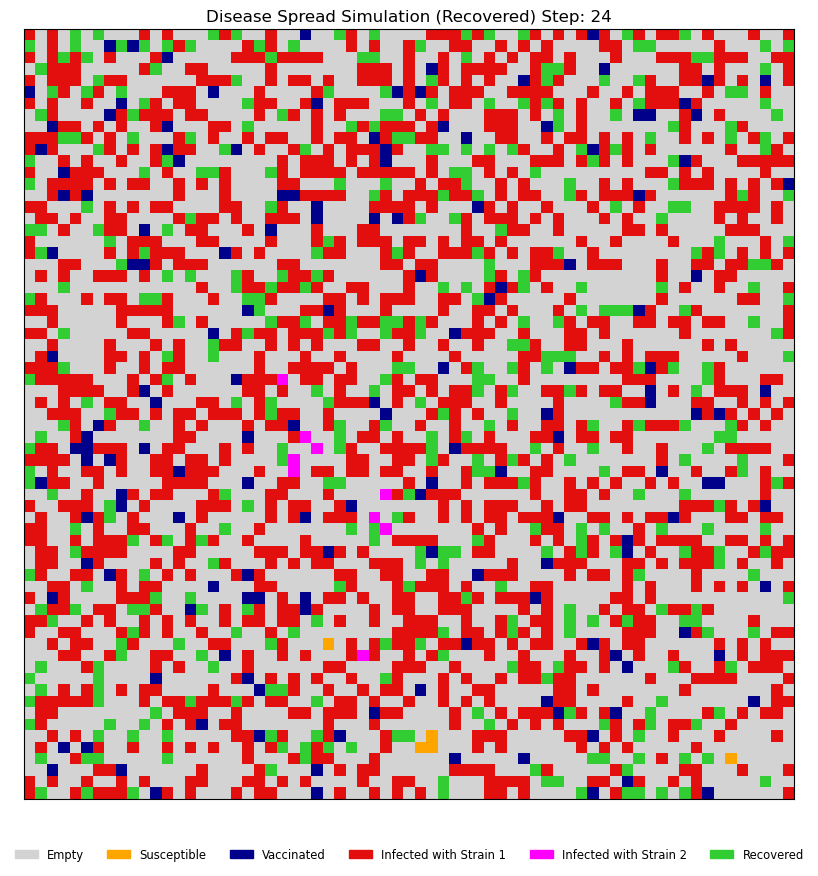 Disease Spread Simulation (Recovered) Step: 24
Empty Susceptible Vaccinated Infected with Strain 1 Infected with Strain 2 Recovered